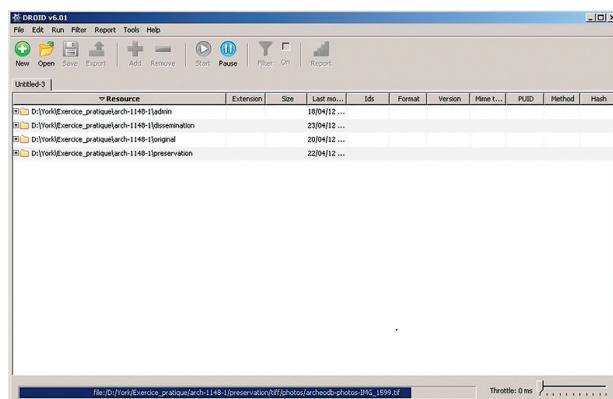 DROID v6.01
File Edit Run Filter Report Tools Help
New Open Save Export Add Remove Start Pause Filter On Report
Untitled-3
Resource Extension Size Last mo... Ids Format Version Mime t... PUID Method Hash
D:\York\Exercice_pratique\arch-1148-1\admin 18/04/12 ...
D:\York\Exercice_pratique\arch-1148-1\dissemination 23/04/12 ...
D:\York\Exercice_pratique\arch-1148-1\original 20/04/12 ...
D:\York\Exercice_pratique\arch-1148-1\preservation 22/04/12 ...
file:/D:/York/Exercice_pratique/arch-1148-1/preservation/tiff/photos/archeodb-photos-IMG_1599.tif Throttle: 0 ms